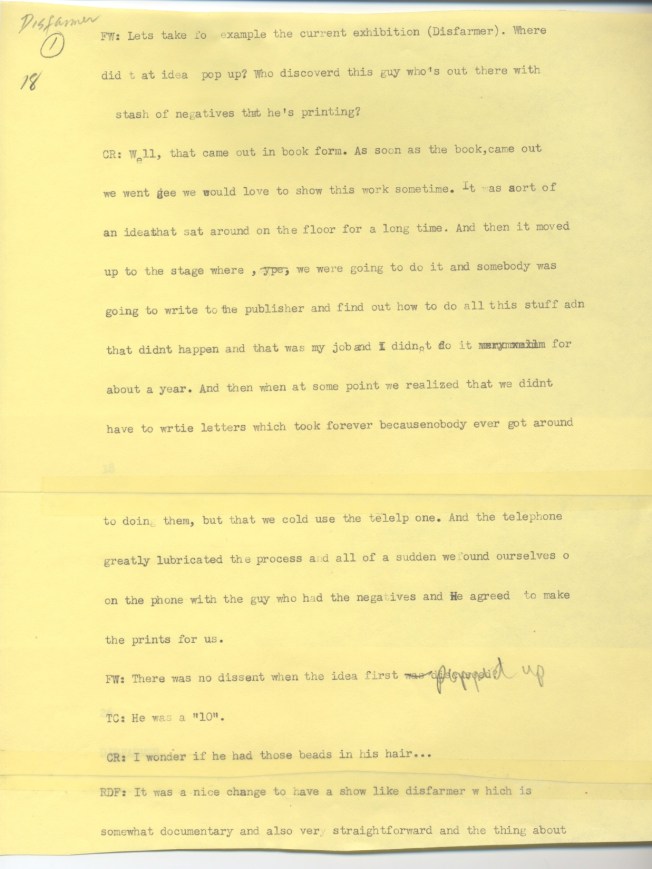 Disfarmer
1
18
FW: Lets take fo example the current exhibition (Disfarmer). Where
did t at idea pop up? Who discoverd this guy who's out there with
stash of negatives thmt he's printing?
CR: Well, that came out in book form. As soon as the book,came out
we went gee we would love to show this work sometime. It was aort of
an ideathat sat around on the floor for a long time. And then it moved
up to the stage where , ype, we were going to do it and somebody was
going to write to the publisher and find out how to do all this stuff adn
that didnt happen and that was my joband I didnot do it for
about a year. And then when at some point we realized that we didnt
have to wrtie letters which took forever becausenobody ever got around
to doing them, but that we cold use the telelp one. And the telephone
greatly lubricated the process and all of a sudden we found ourselves o
on the phone with the guy who had the negatives and He agreed to make
the prints for us.
FW: There was no dissent when the idea first was popped up
TC: He was a "10".
CR: I wonder if he had those beads in his hair...
RDF: It was a nice change to have a show like disfarmer w hich is
somewhat documentary and also very straightforward and the thing about